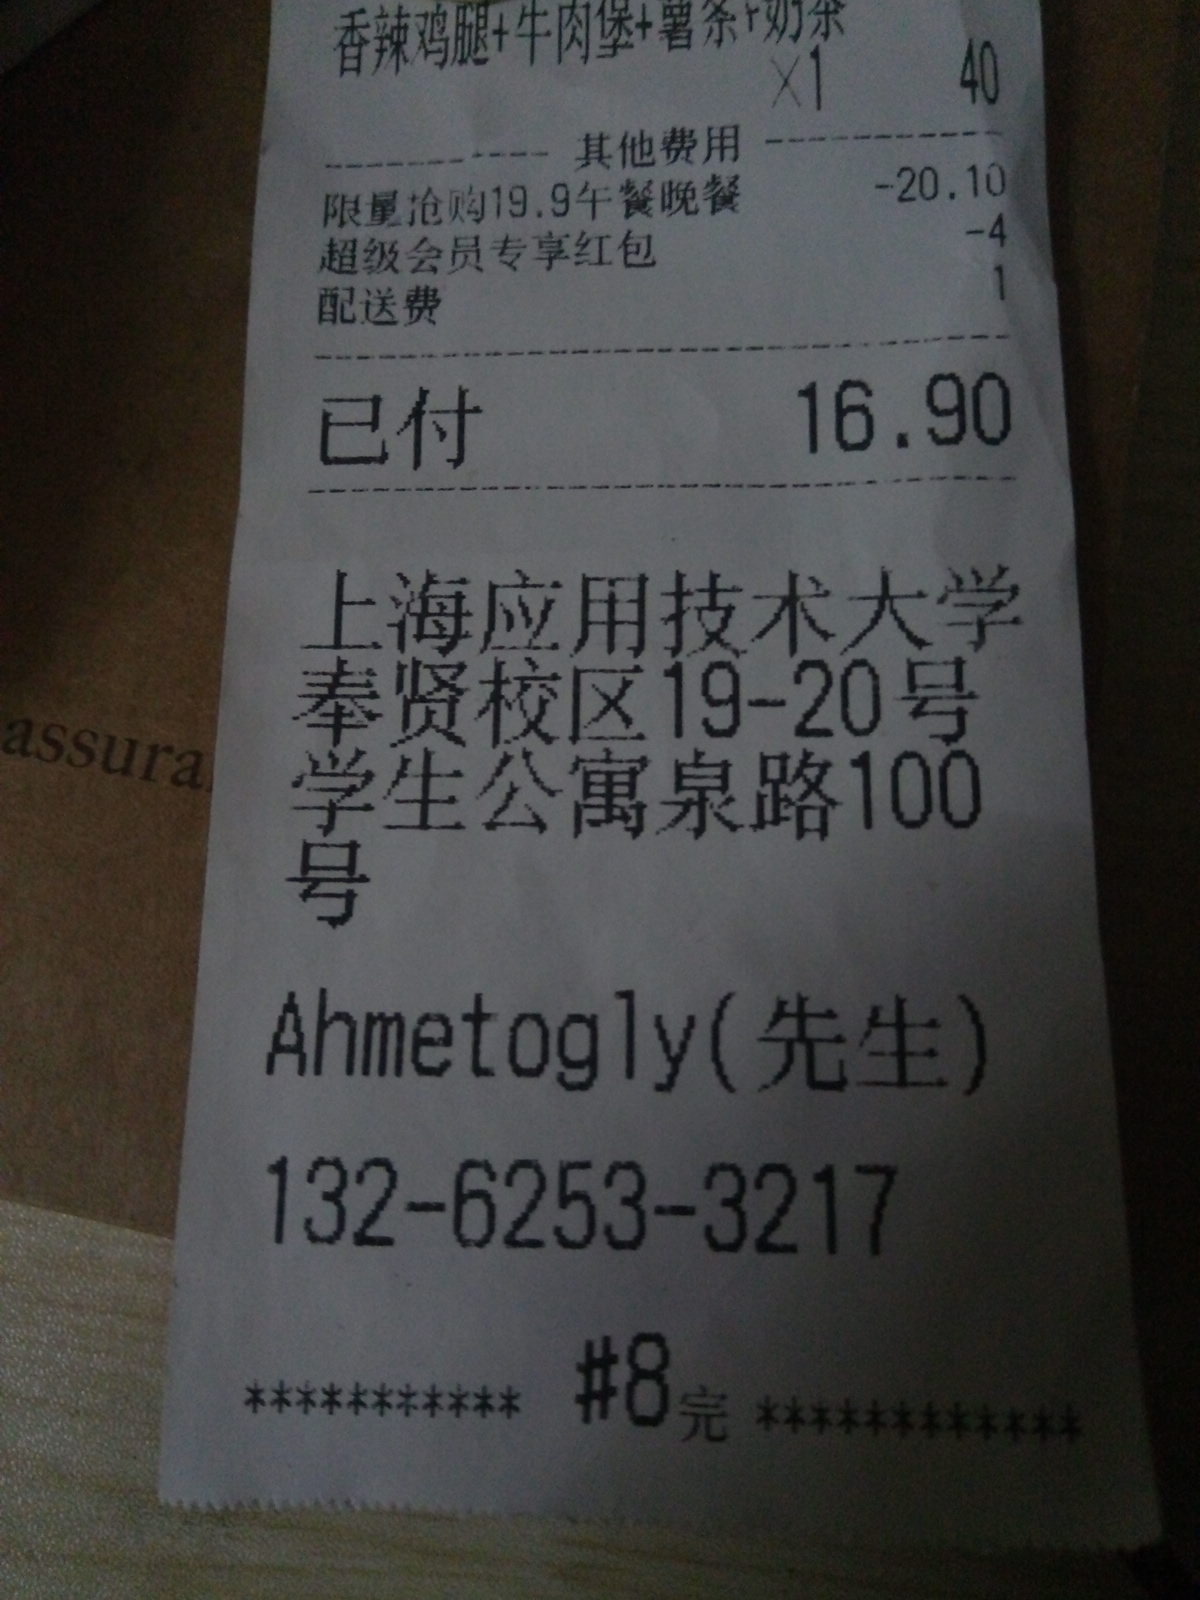 香辣鸡腿+牛肉堡+薯条+奶茶
X1 40
---------- 其他费用 ----------
限量抢购19.9午餐晚餐 -20.10
超级会员专享红包 -4
配送费 1
已付 16.90
上海应用技术大学
奉贤校区19-20号
学生公寓泉路100
号
Ahmetogly(先生)
132-6253-3217
*********** #8完 *************
assura